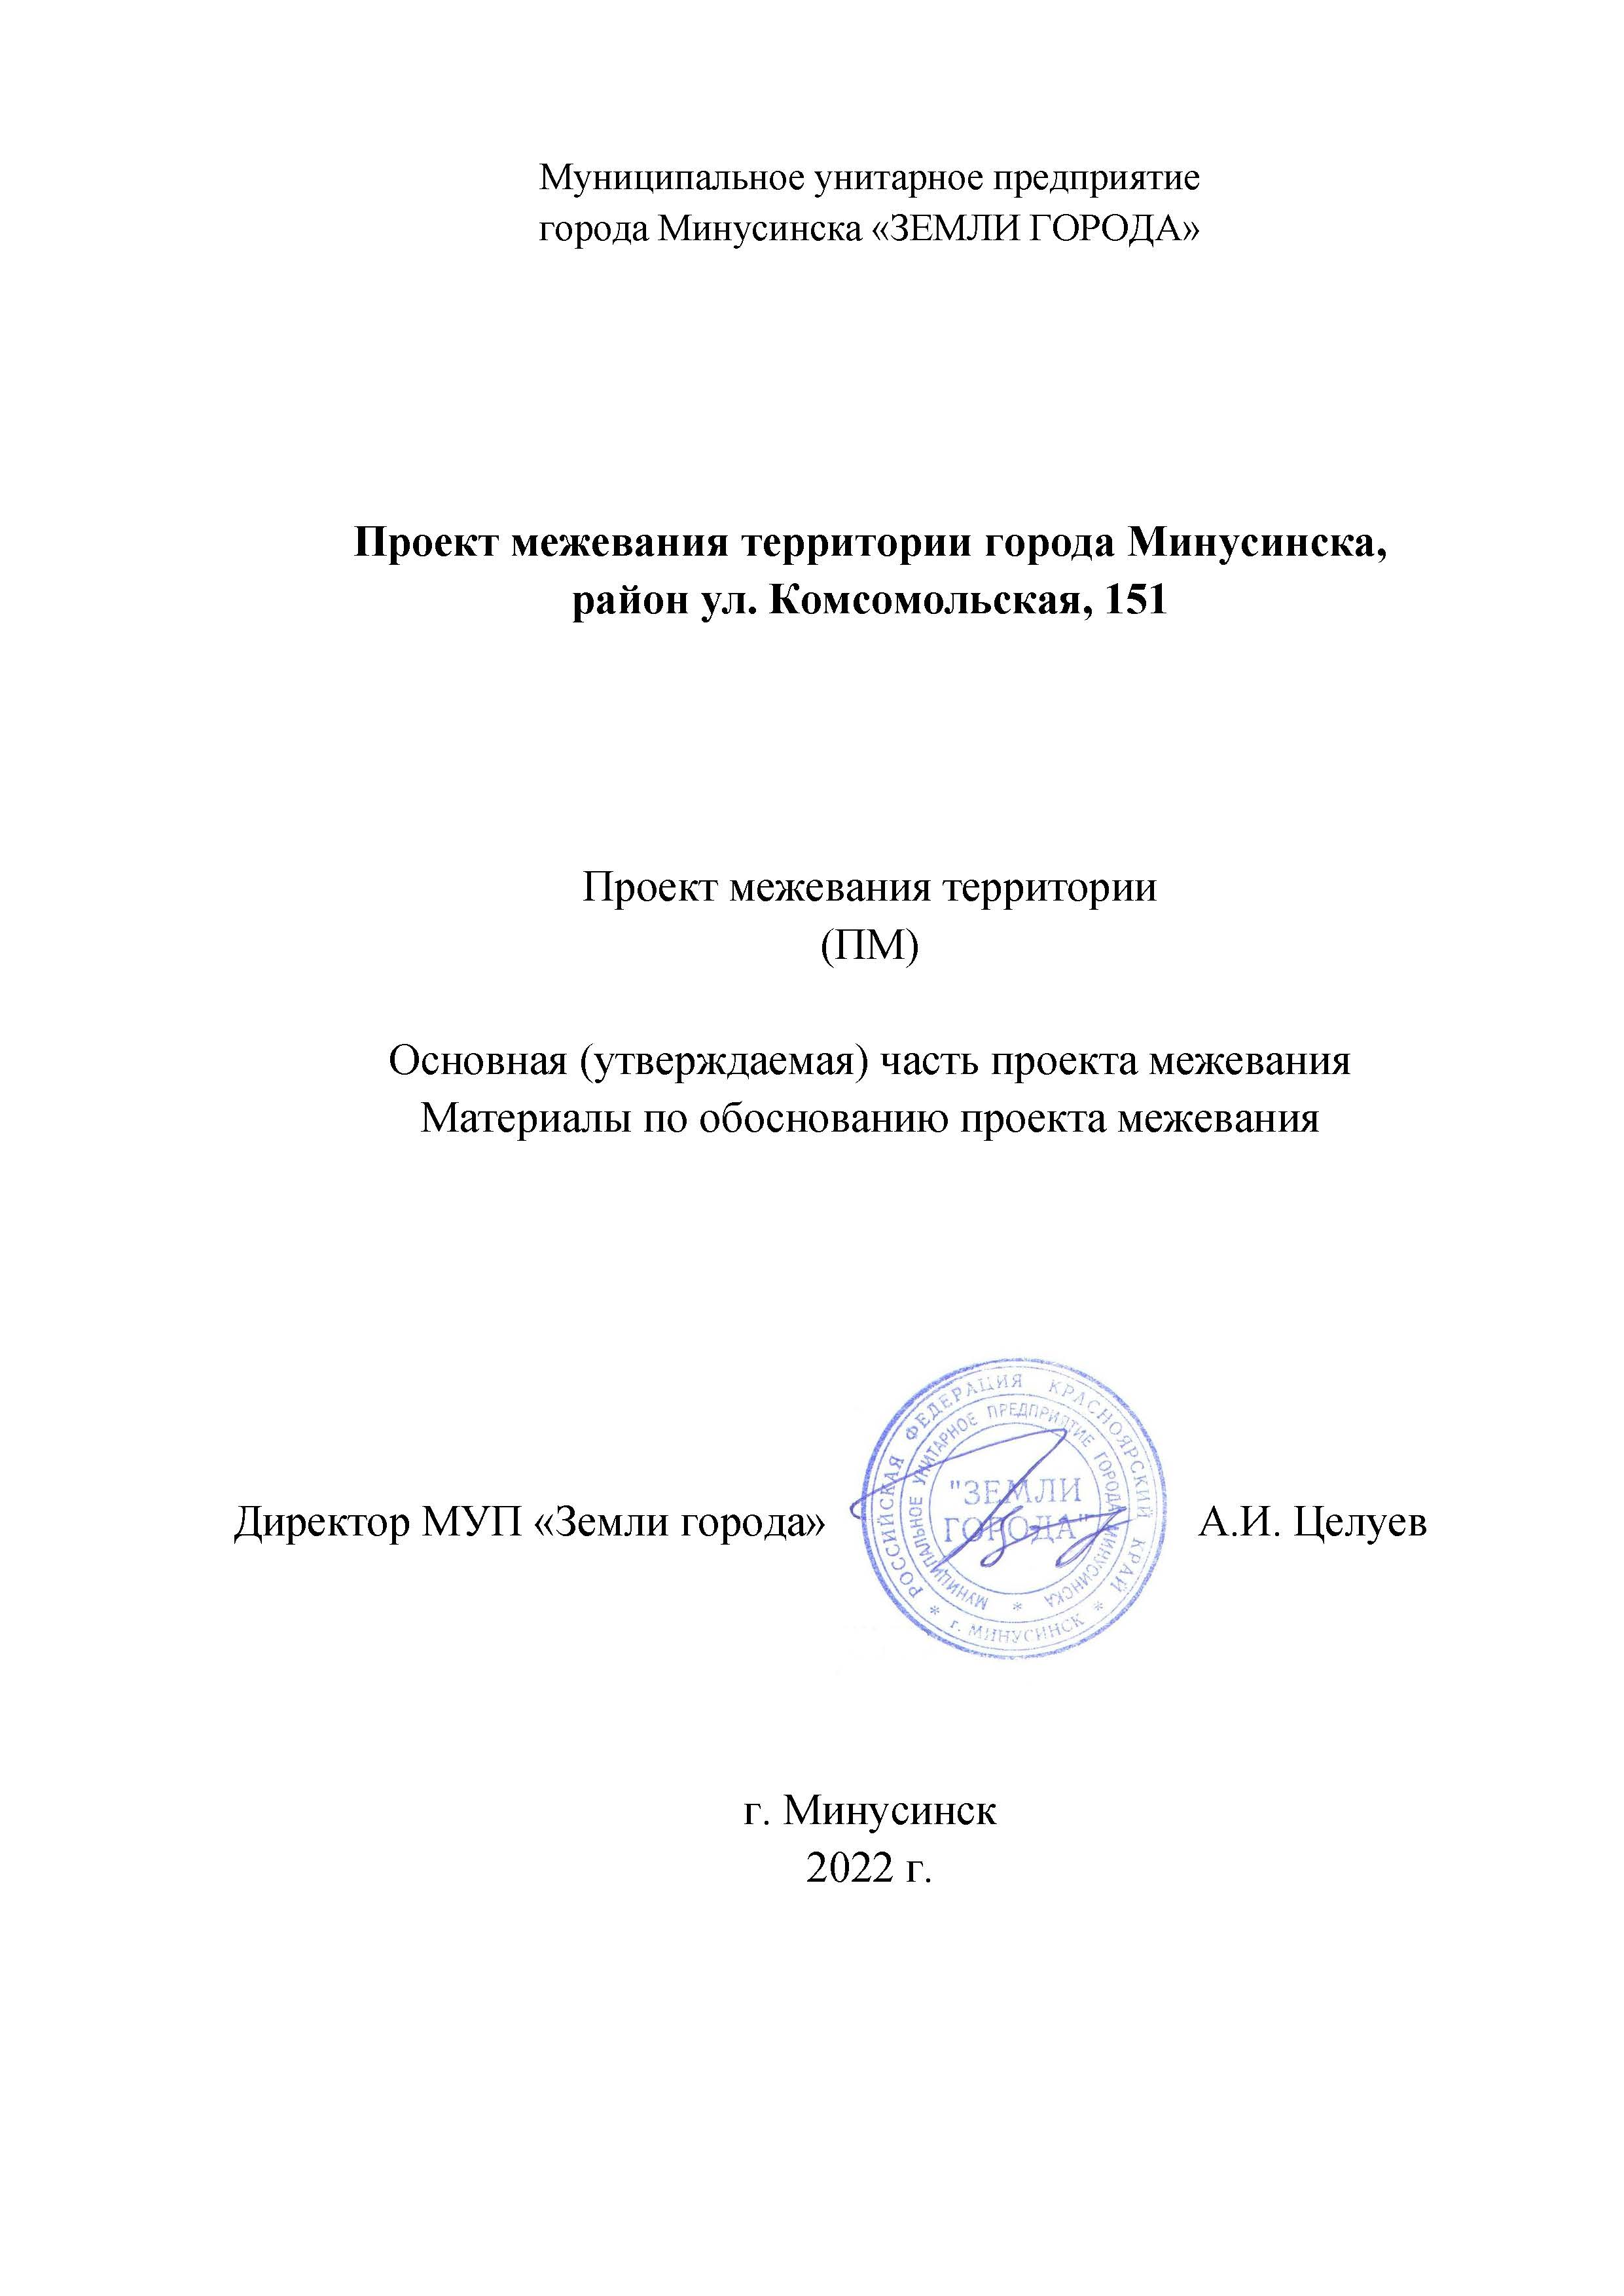 Муниципальное унитарное предприятие
города Минусинска «ЗЕМЛИ ГОРОДА»
Проект межевания территории города Минусинска,
район ул. Комсомольская, 151
Проект межевания территории
(ПМ)
Основная (утверждаемая) часть проекта межевания
Материалы по обоснованию проекта межевания
Директор МУП «Земли города»
А.И. Целуев
РОССИЙСКАЯ ФЕДЕРАЦИЯ КРАСНОЯРСКИЙ КРАЙ
* г. МИНУСИНСК *
МУНИЦИПАЛЬНОЕ УНИТАРНОЕ ПРЕДПРИЯТИЕ ГОРОДА МИНУСИНСКА *
"ЗЕМЛИ
ГОРОДА"
г. Минусинск
2022 г.